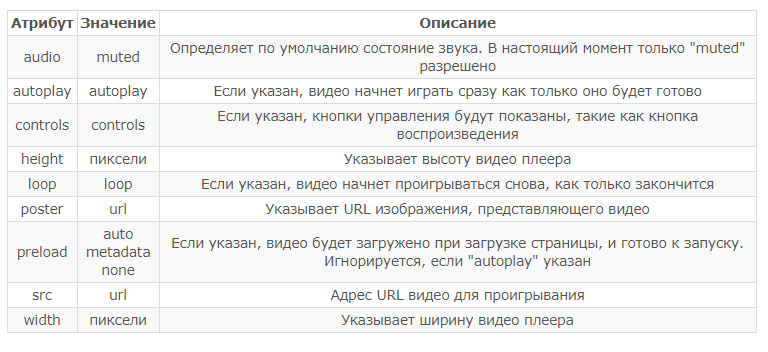 Атрибут Значение Описание
audio muted Определяет по умолчанию состояние звука. В настоящий момент только "muted"
разрешено
autoplay autoplay Если указан, видео начнет играть сразу как только оно будет готово
controls controls Если указан, кнопки управления будут показаны, такие как кнопка
воспроизведения
height пиксели Указывает высоту видео плеера
loop loop Если указан, видео начнет проигрываться снова, как только закончится
poster url Указывает URL изображения, представляющего видео
preload auto
metadata
none
Если указан, видео будет загружено при загрузке страницы, и готово к запуску.
Игнорируется, если "autoplay" указан
src url Адрес URL видео для проигрывания
width пиксели Указывает ширину видео плеера